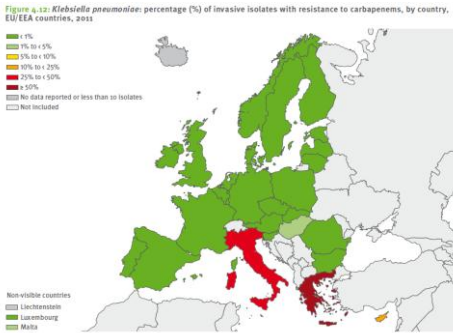 Figure 4.12: Klebsiella pneumoniae: percentage (%) of invasive isolates with resistance to carbapenems, by country,
EU/EEA countries, 2011
< 1%
1% to < 5%
5% to < 10%
10% to < 25%
25% to < 50%
≥ 50%
No data reported or less than 10 isolates
Not included
Non-visible countries
Liechtenstein
Luxembourg
Malta